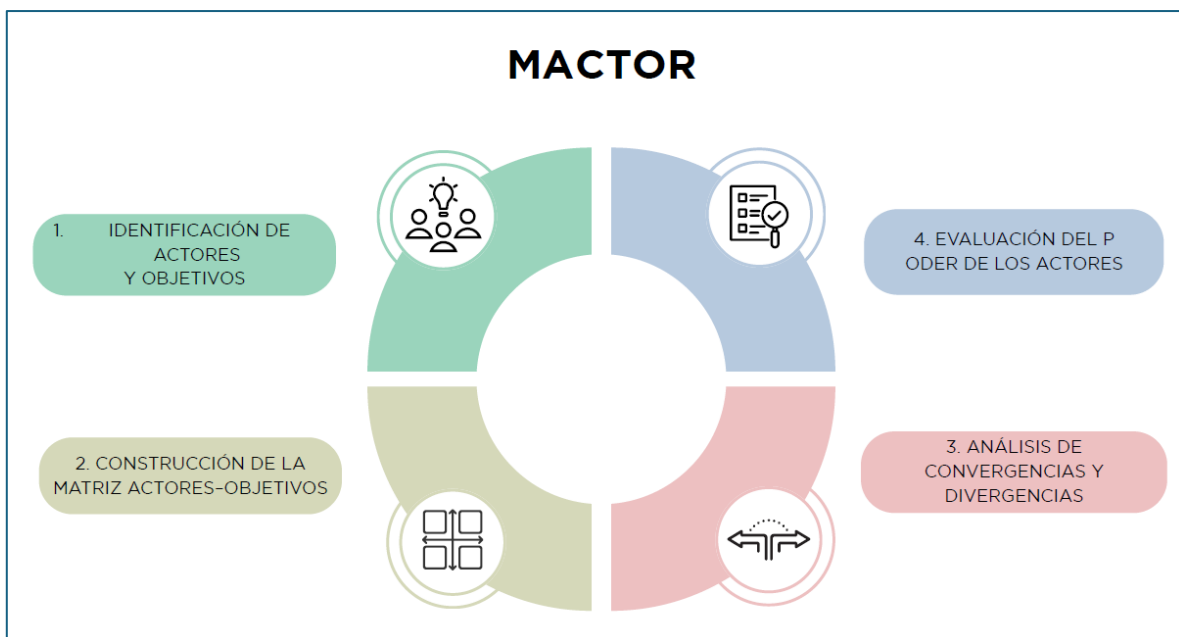 MACTOR
1. IDENTIFICACIÓN DE
ACTORES
Y OBJETIVOS
2. CONSTRUCCIÓN DE LA
MATRIZ ACTORES–OBJETIVOS
3. ANÁLISIS DE
CONVERGENCIAS Y
DIVERGENCIAS
4. EVALUACIÓN DEL P
ODER DE LOS ACTORES